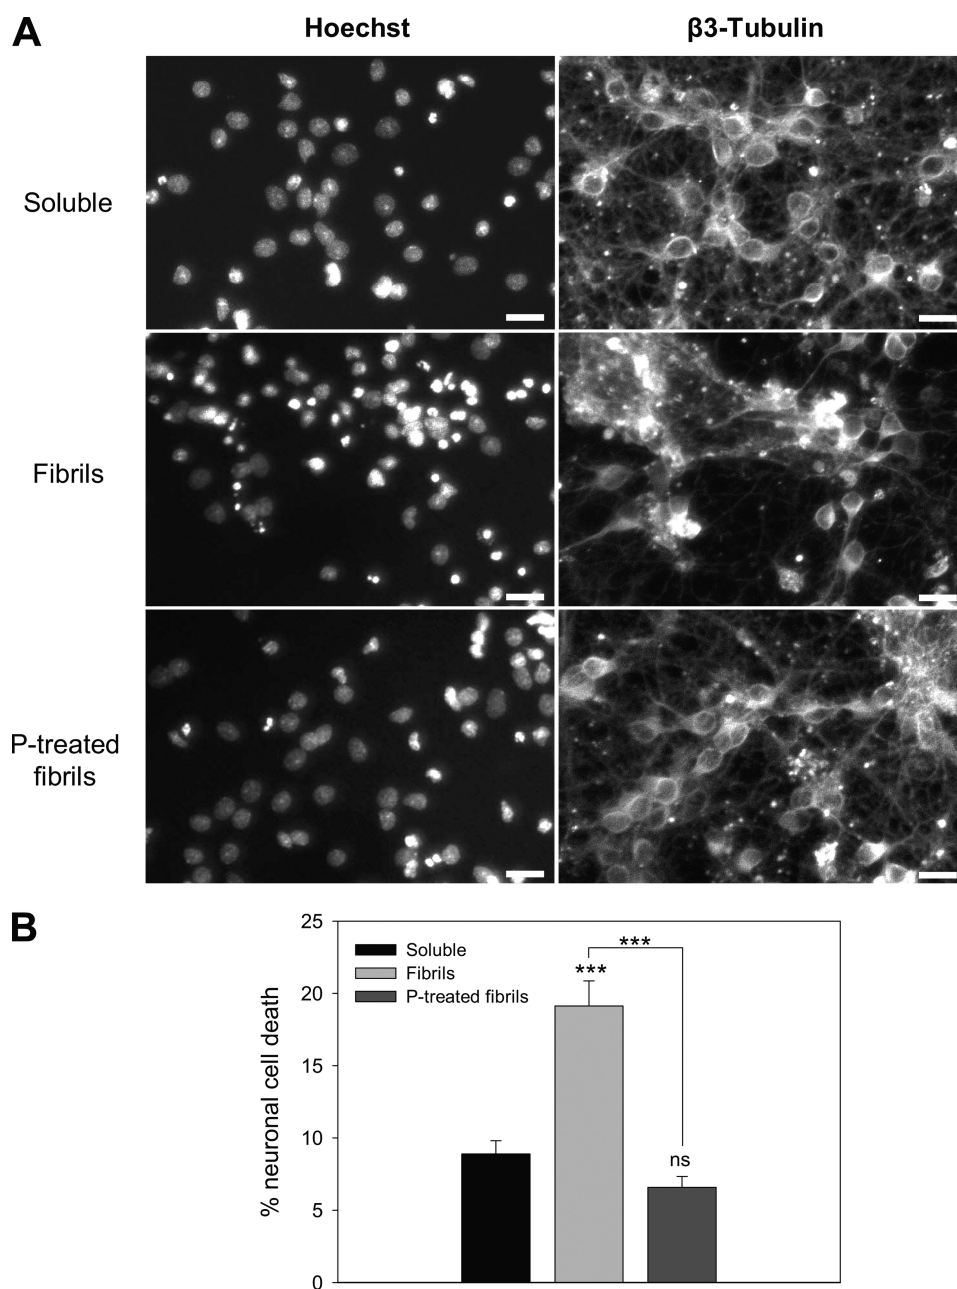 A
Hoechst
β3-Tubulin
Soluble
Fibrils
P-treated
fibrils
B
% neuronal cell death
25
20
15
10
5
0
Soluble
Fibrils
P-treated fibrils
***
***
ns